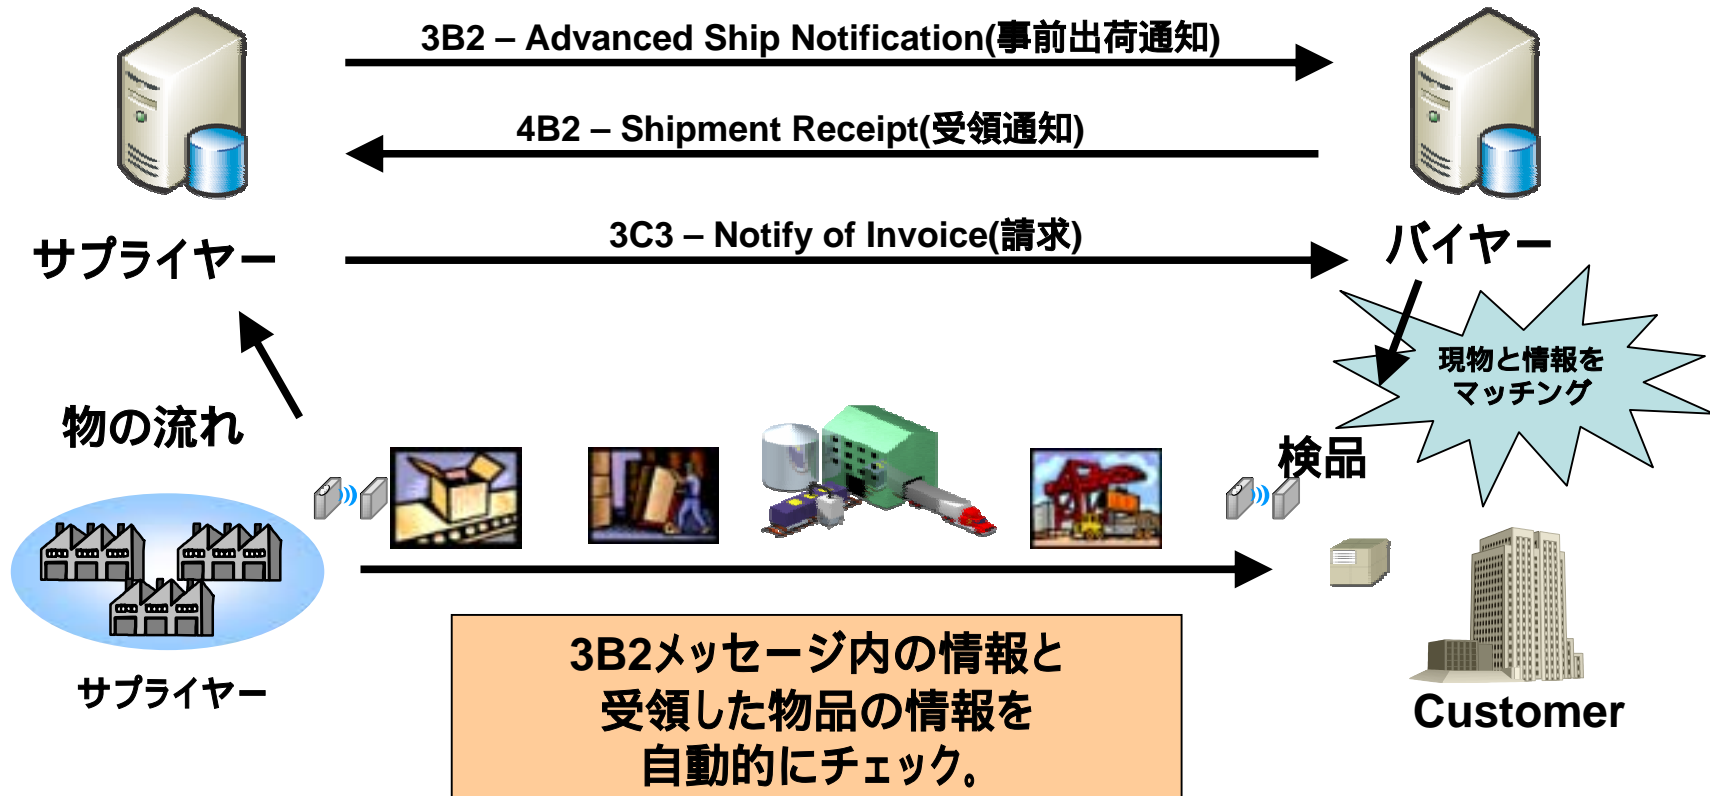 3B2 – Advanced Ship Notification(事前出荷通知)
4B2 – Shipment Receipt(受領通知)
3C3 – Notify of Invoice(請求)
サプライヤー
バイヤー
現物と情報を
マッチング
物の流れ
検品
サプライヤー
3B2メッセージ内の情報と
受領した物品の情報を
自動的にチェック。
Customer